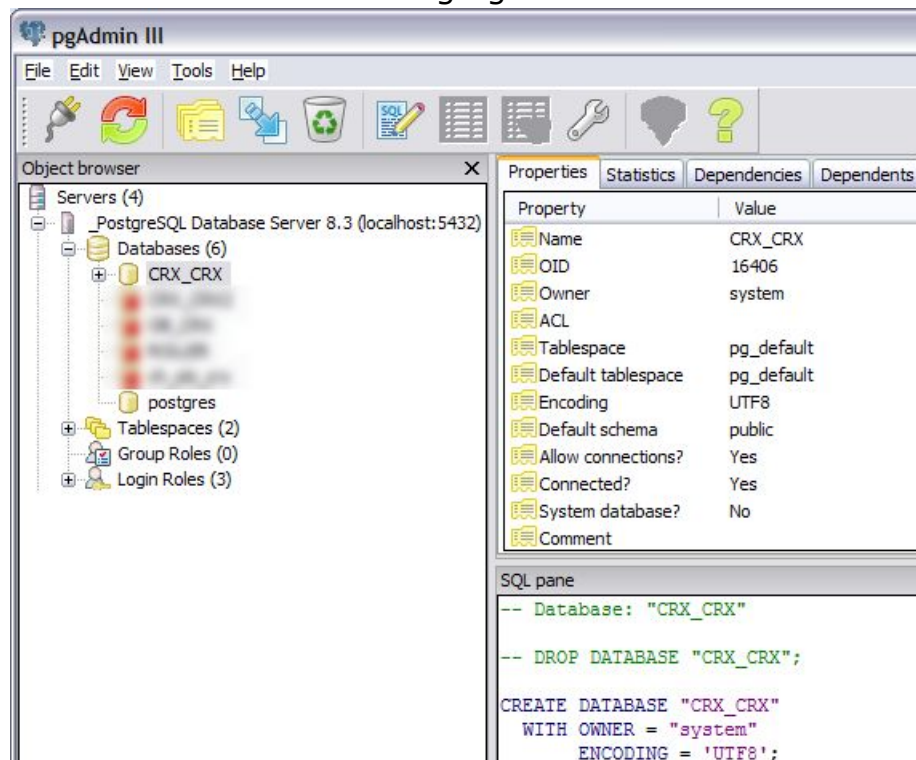 pgAdmin III
File Edit View Tools Help
SQL
Object browser X
Servers (4)
_PostgreSQL Database Server 8.3 (localhost:5432)
Databases (6)
CRX_CRX
postgres
Tablespaces (2)
Group Roles (0)
Login Roles (3)
Properties Statistics Dependencies Dependents
Property Value
Name CRX_CRX
OID 16406
Owner system
ACL
Tablespace pg_default
Default tablespace pg_default
Encoding UTF8
Default schema public
Allow connections? Yes
Connected? Yes
System database? No
Comment
SQL pane
-- Database: "CRX_CRX"
-- DROP DATABASE "CRX_CRX";
CREATE DATABASE "CRX_CRX"
WITH OWNER = "system"
ENCODING = 'UTF8';